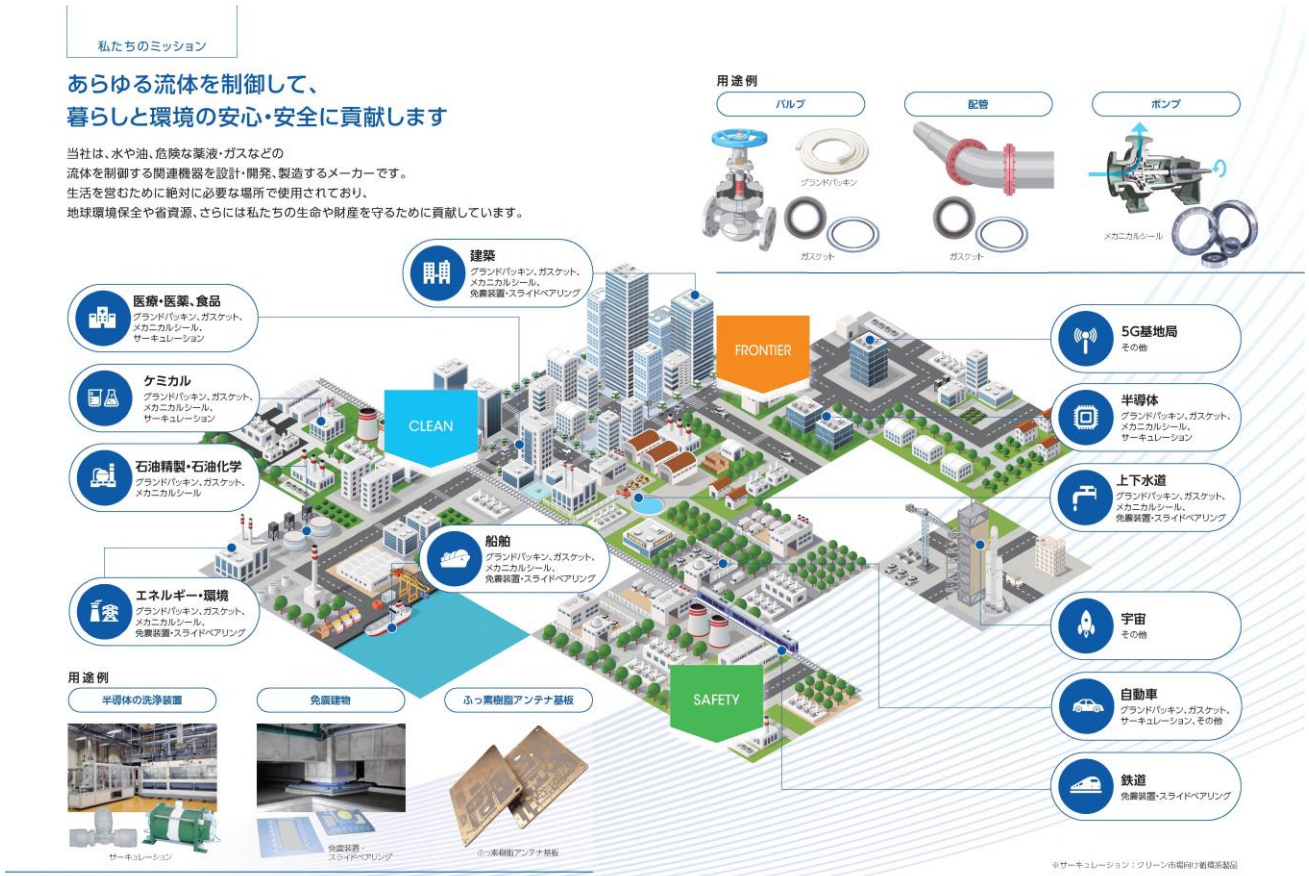 私たちのミッション
あらゆる流体を制御して、
暮らしと環境の安心・安全に貢献します
当社は、水や油、危険な薬液・ガスなどの
流体を制御する関連機器を設計・開発、製造するメーカーです。
生活を営むために絶対に必要な場所で使用されており、
地球環境保全や省資源、さらには私たちの生命や財産を守るために貢献しています。
用途例
バルブ
配管
ポンプ
グランドパッキン
ガスケット
ガスケット
メカニカルシール
建築
グランドパッキン、ガスケット、
メカニカルシール、
免震装置・スライドベアリング
医療・医薬、食品
グランドパッキン、ガスケット、
メカニカルシール、
サーキュレーション
ケミカル
グランドパッキン、ガスケット、
メカニカルシール、
サーキュレーション
石油精製・石油化学
グランドパッキン、ガスケット、
メカニカルシール
エネルギー・環境
グランドパッキン、ガスケット、
メカニカルシール、
免震装置・スライドベアリング
船舶
グランドパッキン、ガスケット、
メカニカルシール、
免震装置・スライドベアリング
CLEAN
FRONTIER
SAFETY
5G基地局
その他
半導体
グランドパッキン、ガスケット、
メカニカルシール、
サーキュレーション
上下水道
グランドパッキン、ガスケット、
メカニカルシール、
免震装置・スライドベアリング
宇宙
その他
自動車
グランドパッキン、ガスケット、
サーキュレーション、その他
鉄道
免震装置・スライドベアリング
用途例
半導体の洗浄装置
免震建物
ふっ素樹脂アンテナ基板
サーキュレーション
免震装置・
スライドベアリング
ふっ素樹脂アンテナ基板
※サーキュレーション：クリーン市場向け循環系製品